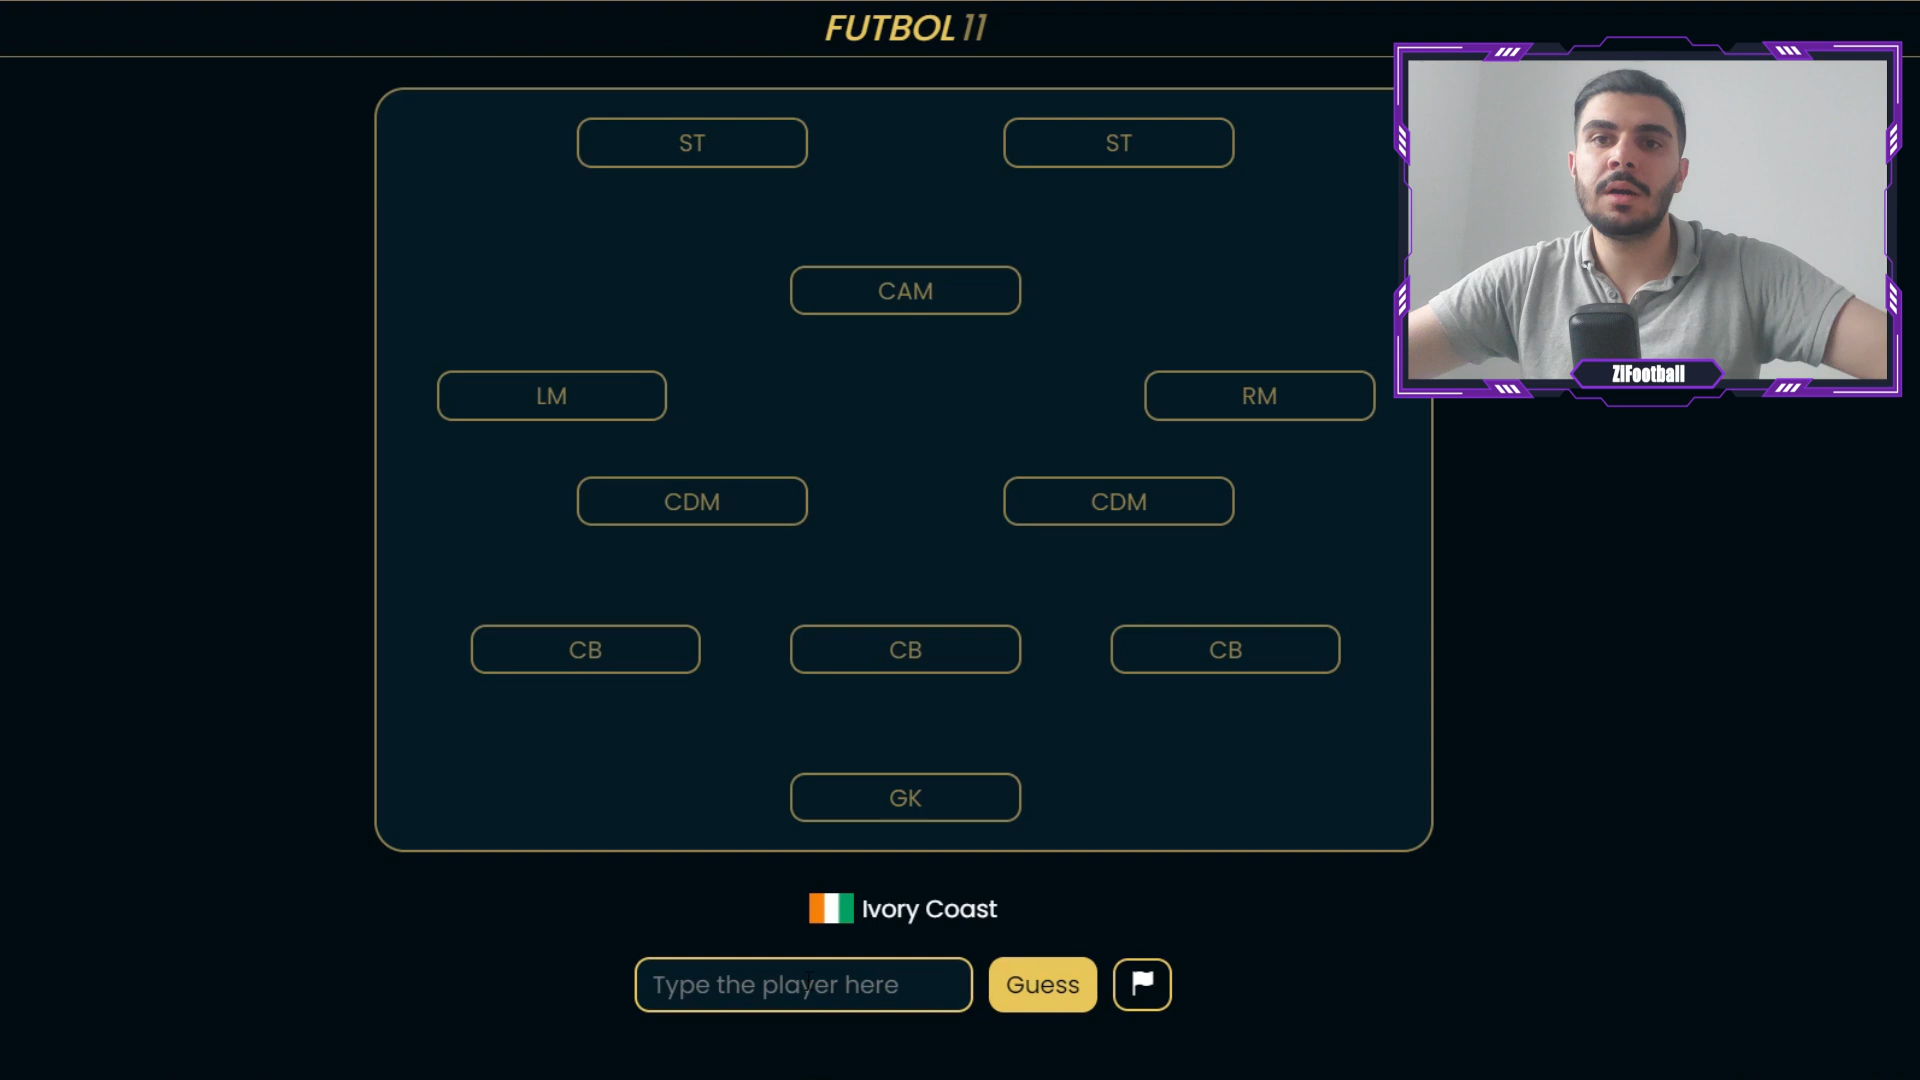 FUTBOL 11
ST
ST
CAM
LM
RM
CDM
CDM
CB
CB
CB
GK
ZIFootball
Ivory Coast
Type the player here
Guess